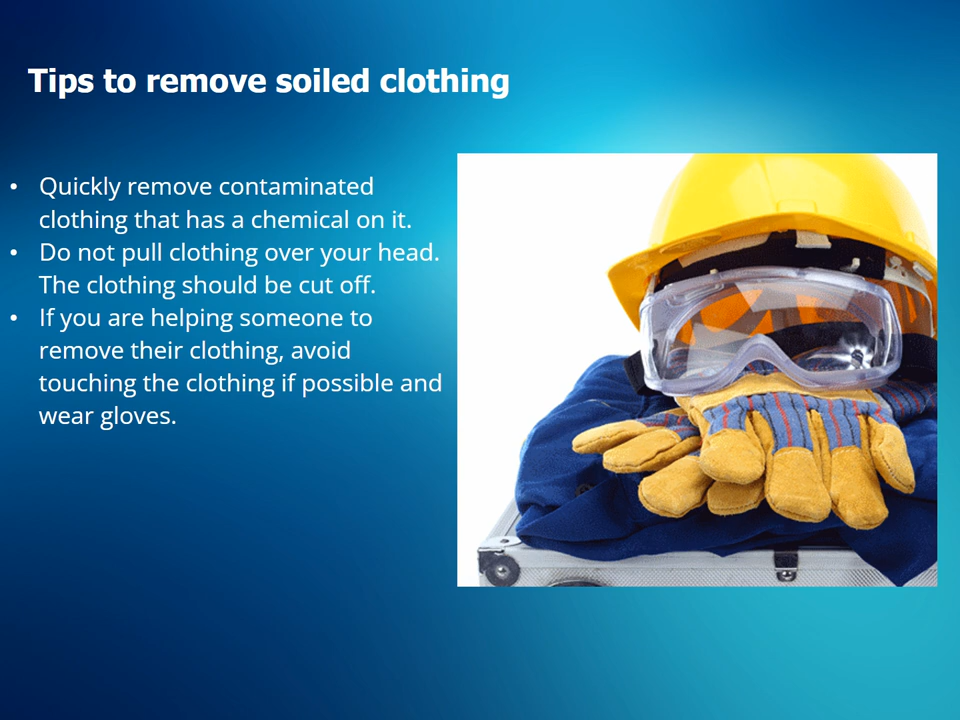 Tips to remove soiled clothing
• Quickly remove contaminated
clothing that has a chemical on it.
• Do not pull clothing over your head.
The clothing should be cut off.
• If you are helping someone to
remove their clothing, avoid
touching the clothing if possible and
wear gloves.